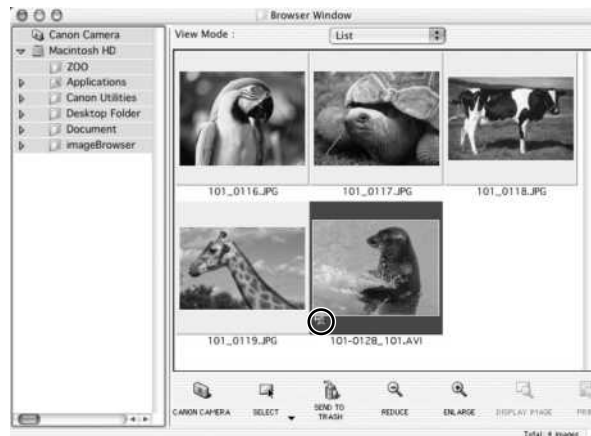 Browser Window
Canon Camera
Macintosh HD
ZOO
Applications
Canon Utilities
Desktop Folder
Document
imageBrowser
View Mode :
List
101_0116.JPG
101_0117.JPG
101_0118.JPG
101_0119.JPG
101-0128_101.AVI
CANON CAMERA
SELECT
SEND TO
TRASH
REDUCE
ENLARGE
DISPLAY IMAGE
Total: 4 images